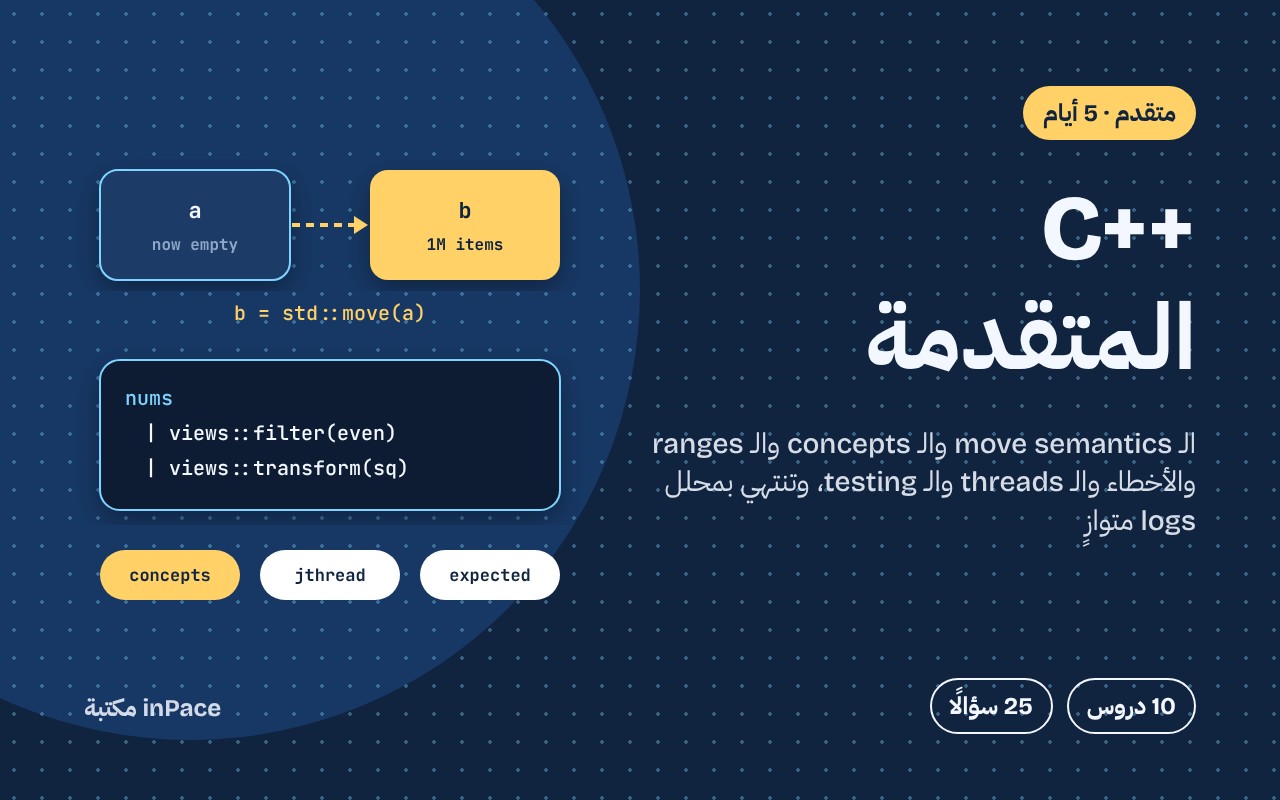 متقدم · 5 أيام
C++
المتقدمة
الـ move semantics والـ concepts والـ ranges
والأخطاء والـ threads والـ testing، وتنتهي بمحلل
logs متوازٍ
10 دروس
25 سؤالًا
a
now empty
b
1M items
b = std::move(a)
nums
| views::filter(even)
| views::transform(sq)
concepts
jthread
expected
مكتبة inPace